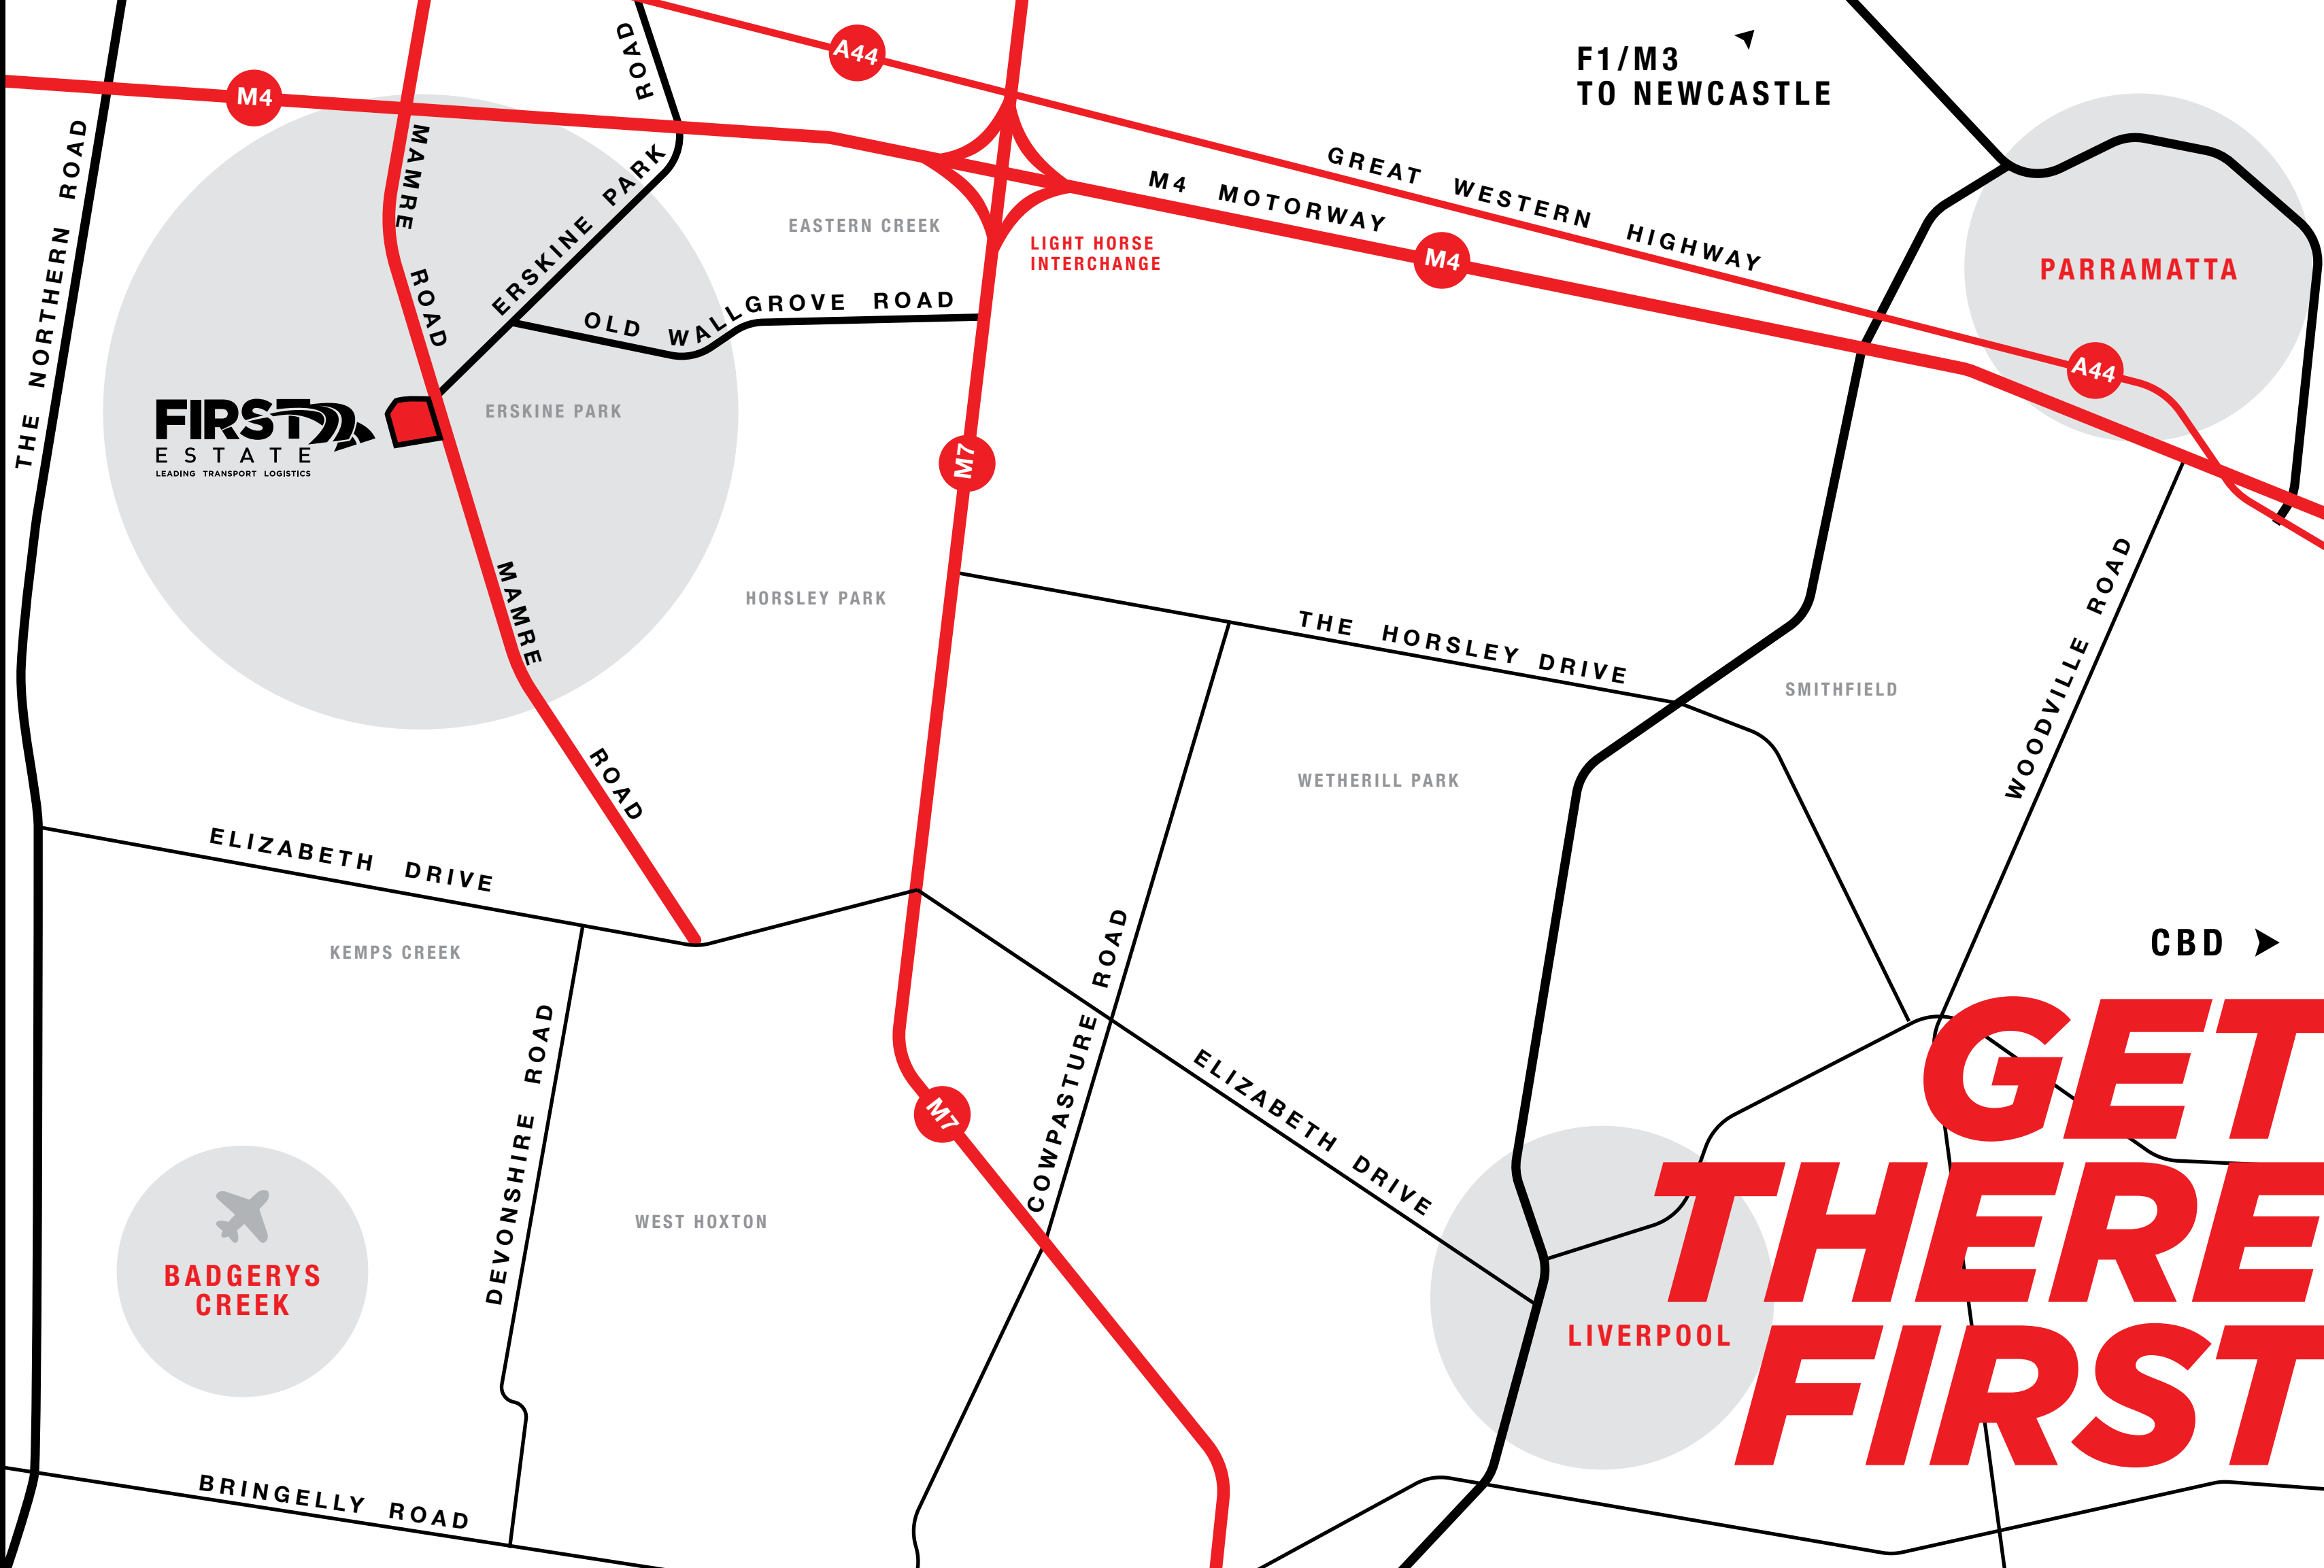 ROAD
A44
F1/M3
TO NEWCASTLE
M4
THE NORTHERN ROAD
MAMRE ROAD
ERSKINE PARK
EASTERN CREEK
LIGHT HORSE
INTERCHANGE
M4 MOTORWAY
GREAT WESTERN HIGHWAY
M4
PARRAMATTA
OLD WALLGROVE ROAD
A44
FIRST
ESTATE
LEADING TRANSPORT LOGISTICS
ERSKINE PARK
M7
MAMRE ROAD
HORSLEY PARK
THE HORSLEY DRIVE
SMITHFIELD
WOODVILLE ROAD
WETHERILL PARK
ELIZABETH DRIVE
KEMPS CREEK
CBD
DEVONSHIRE ROAD
M7
COWPASTURE ROAD
ELIZABETH DRIVE
WEST HOXTON
BADGERYS
CREEK
LIVERPOOL
BRINGELLY ROAD
GET
THERE
FIRST